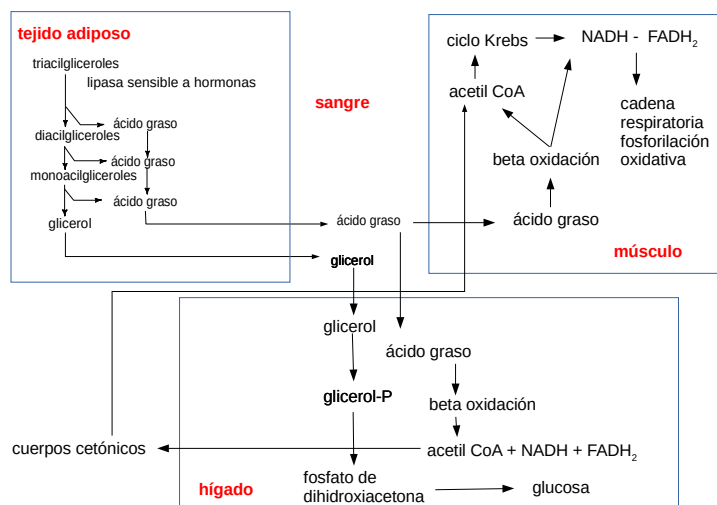 tejido adiposo
triacilgliceroles
lipasa sensible a hormonas
ácido graso
diacilgliceroles
ácido graso
monoacilgliceroles
ácido graso
glicerol
sangre
ácido graso
glicerol
ciclo Krebs
NADH - FADH₂
acetil CoA
cadena
respiratoria
fosforilación
oxidativa
beta oxidación
ácido graso
músculo
glicerol
ácido graso
glicerol-P
beta oxidación
cuerpos cetónicos
acetil CoA + NADH + FADH₂
hígado
fosfato de
dihidroxiacetona
glucosa